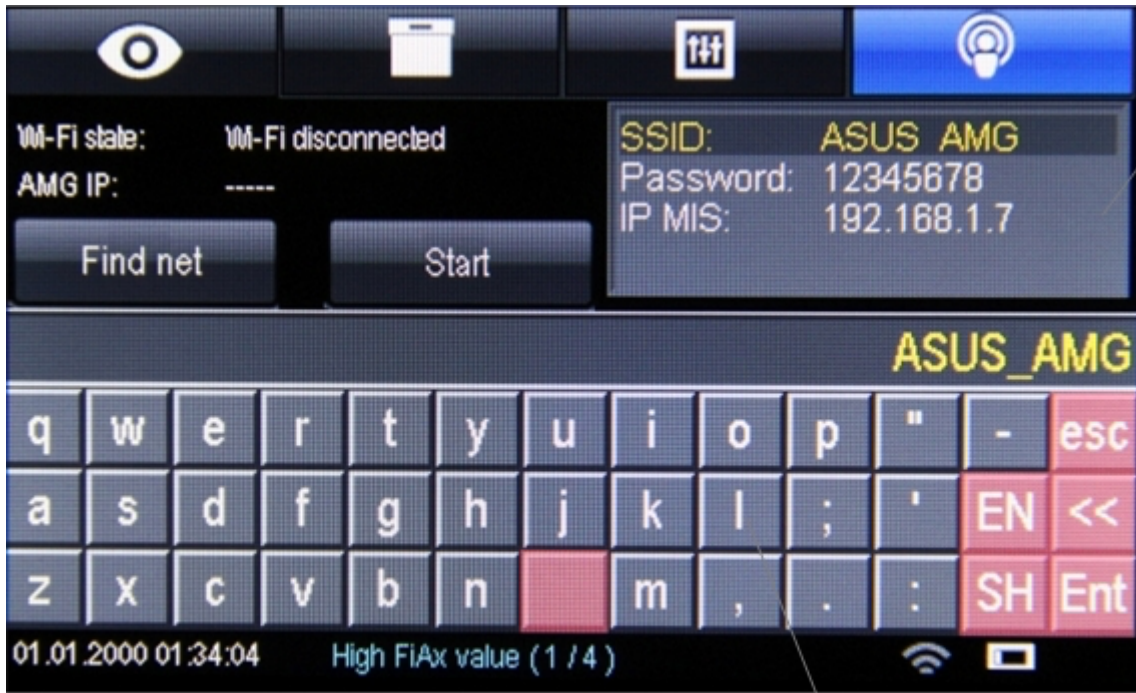 Wi-Fi state: Wi-Fi disconnected
AMG IP: -----
Find net
Start
SSID: ASUS AMG
Password: 12345678
IP MIS: 192.168.1.7
ASUS_AMG
q w e r t y u i o p " - esc
a s d f g h j k l ; ' EN <<
z x c v b n m , . : SH Ent
01.01.2000 01:34:04 High FiAx value ( 1 / 4 )